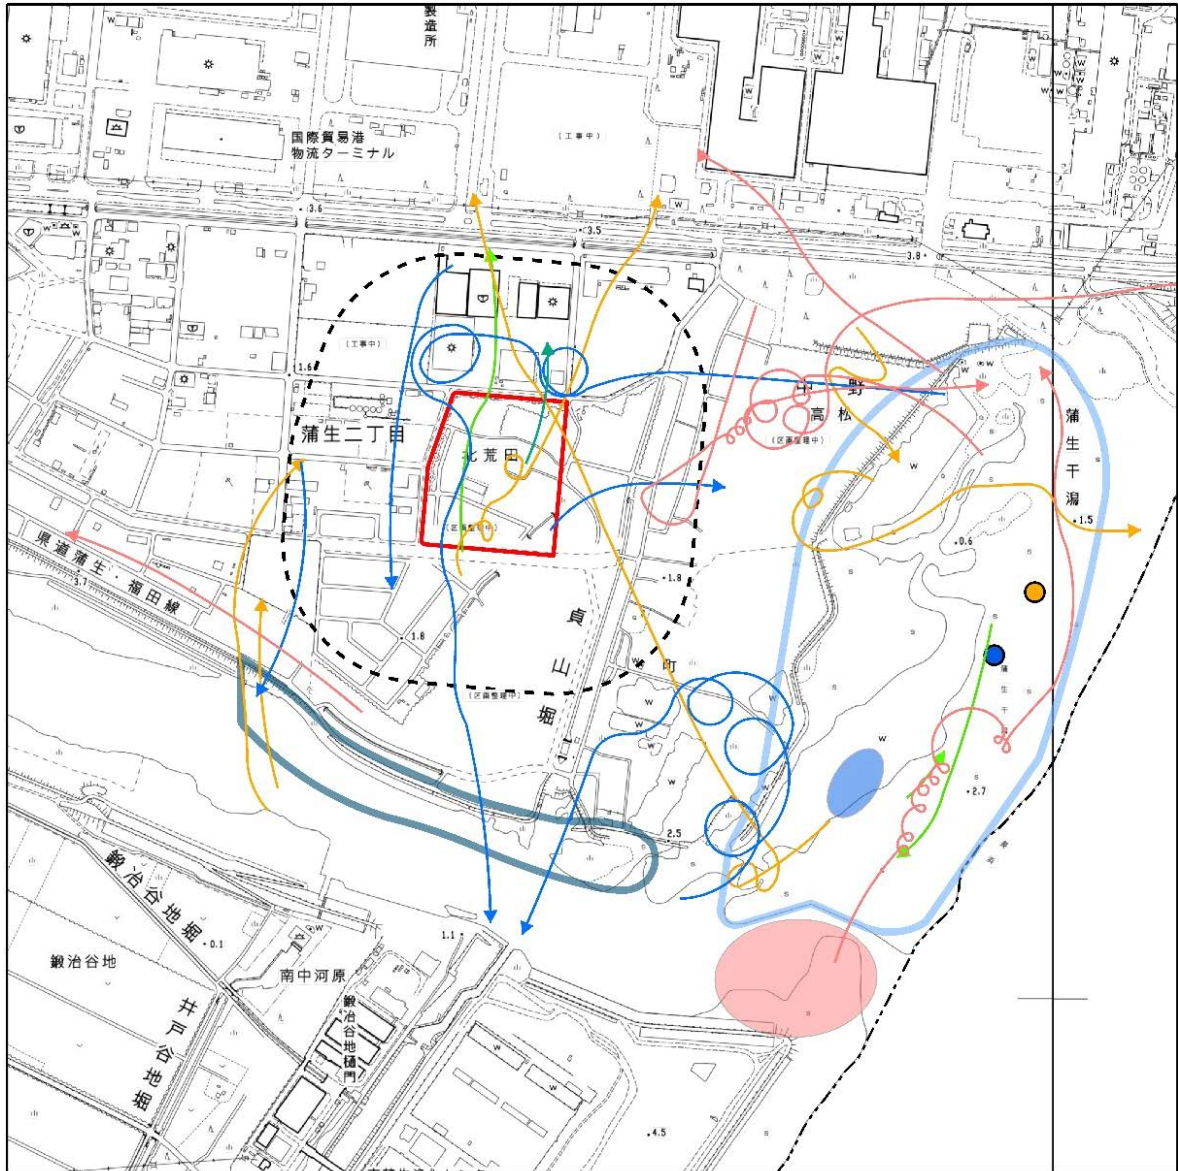 製造所
国際貿易港
物流ターミナル
(工事中)
3.6
3.5
3.8
(工事中)
1.6
蒲生二丁目
北荒田
(区画整理中)
中野
高松
(区画整理中)
蒲生干潟
1.5
0.6
県道蒲生・福田線
3.7
1.8
1.8
貞山堀
町
(区画整理中)
蒲生干潟
2.7
2.5
鍛冶谷地堀
0.1
1.1
鍛冶谷地
南中河原
鍛冶谷地樋門
井戸谷地堀
4.5